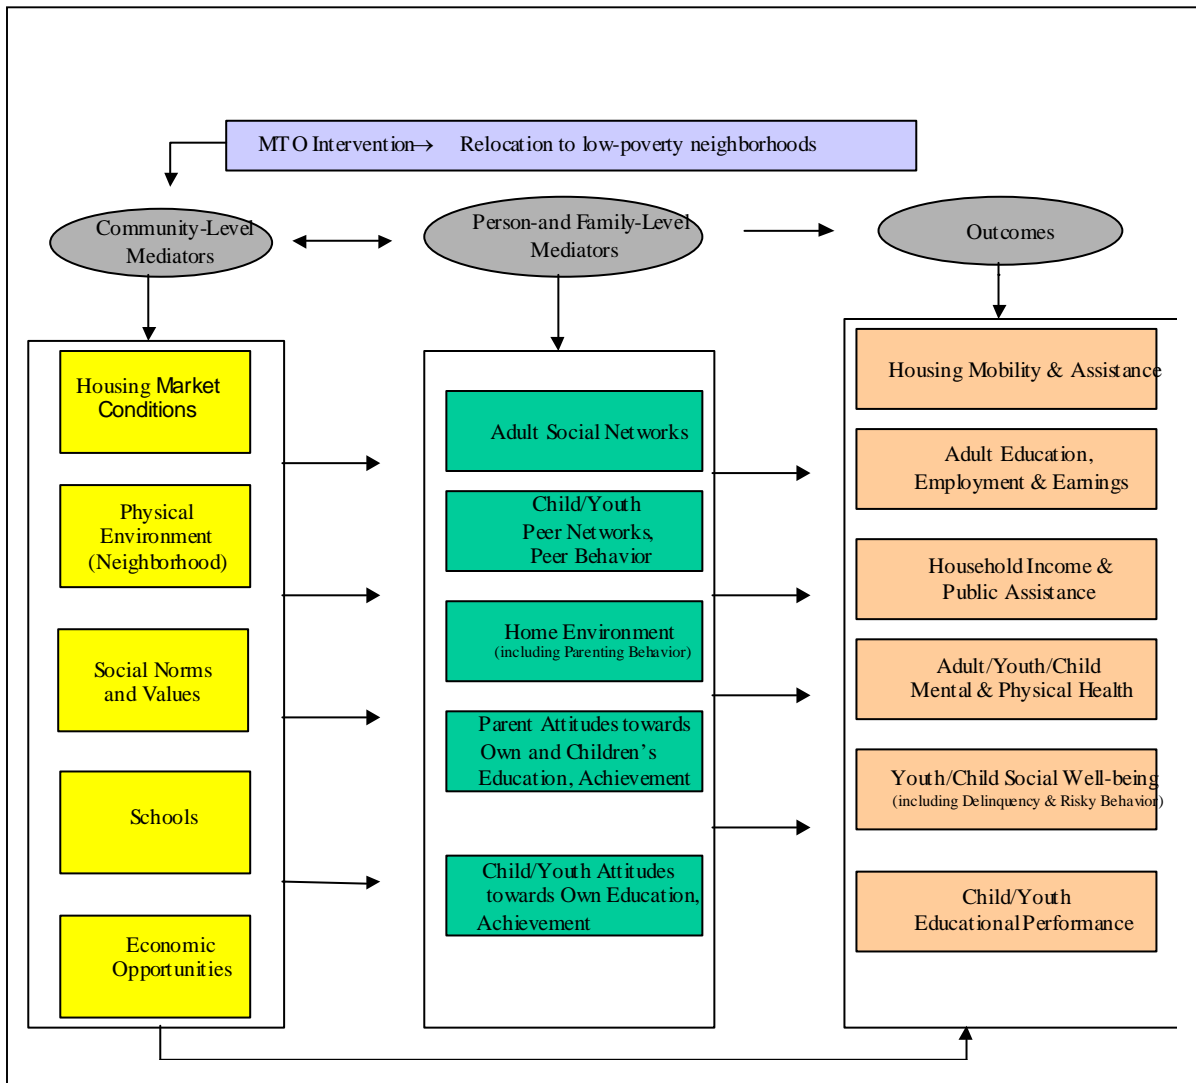 MTO Intervention→ Relocation to low-poverty neighborhoods
Community-Level
Mediators
Person-and Family-Level
Mediators
Outcomes
Housing Market
Conditions
Physical
Environment
(Neighborhood)
Social Norms
and Values
Schools
Economic
Opportunities
Adult Social Networks
Child/Youth
Peer Networks,
Peer Behavior
Home Environment
(including Parenting Behavior)
Parent Attitudes towards
Own and Children’s
Education, Achievement
Child/Youth Attitudes
towards Own Education,
Achievement
Housing Mobility & Assistance
Adult Education,
Employment & Earnings
Household Income &
Public Assistance
Adult/Youth/Child
Mental & Physical Health
Youth/Child Social Well-being
(including Delinquency & Risky Behavior)
Child/Youth
Educational Performance